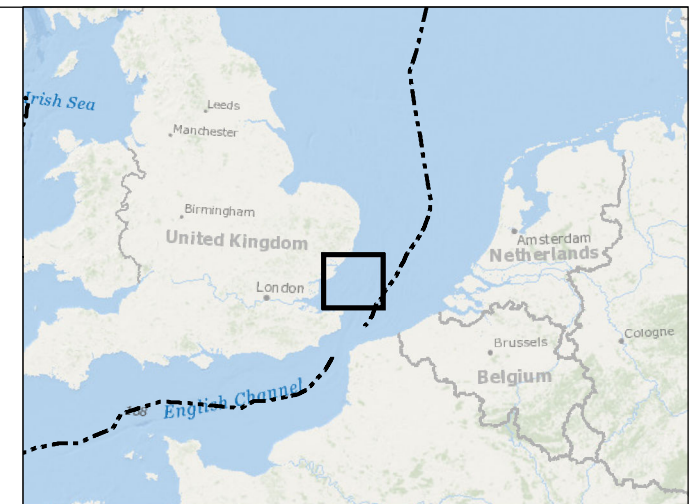 Irish Sea
Leeds
Manchester
Birmingham
United Kingdom
London
Amsterdam
Netherlands
Brussels
Belgium
Cologne
English Channel